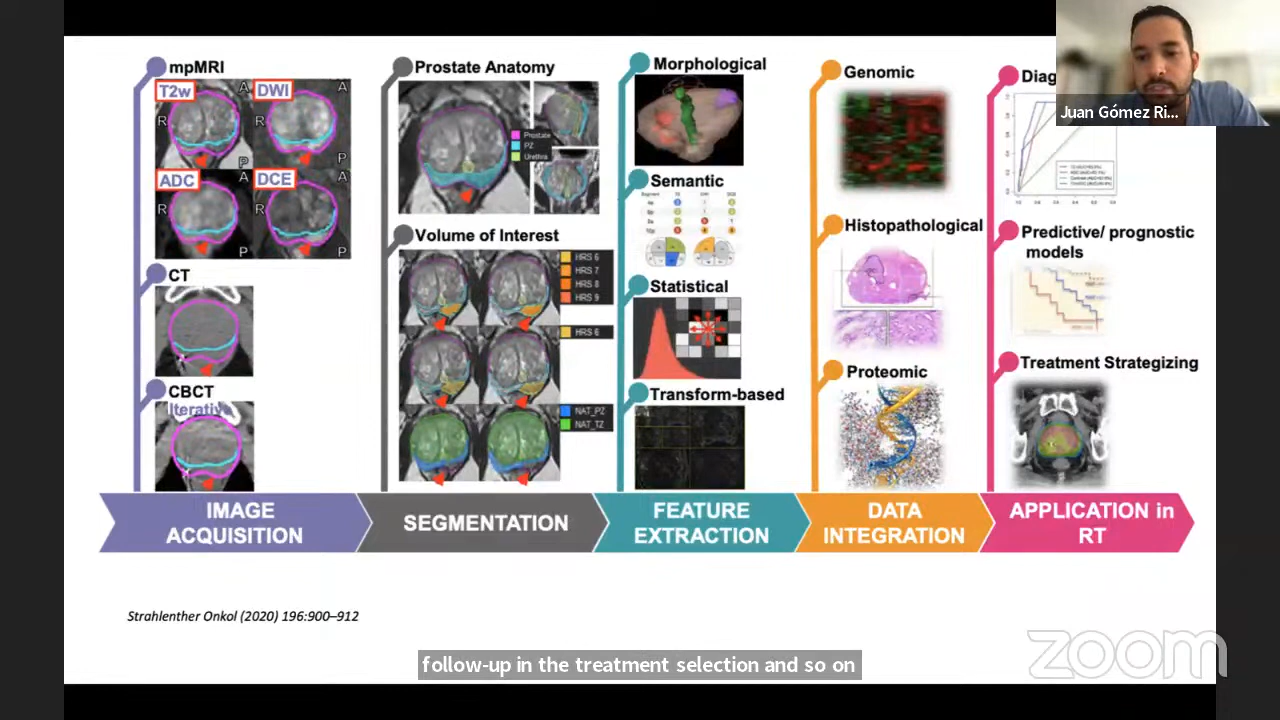 mpMRI
T2w
DWI
A
A
R
R
P
ADC
DCE
A
A
R
R
P
P
CT
CBCT
Iterative
IMAGE
ACQUISITION
Prostate Anatomy
Prostate
PZ
Urethra
Volume of Interest
HRS 6
HRS 7
HRS 8
HRS 9
HRS 6
NAT_PZ
NAT_TZ
SEGMENTATION
Morphological
Semantic
Statistical
Transform-based
FEATURE
EXTRACTION
Genomic
Histopathological
Proteomic
DATA
INTEGRATION
Diag
Predictive/ prognostic
models
Treatment Strategizing
APPLICATION in
RT
Juan Gómez Ri...
Strahlenther Onkol (2020) 196:900–912
follow-up in the treatment selection and so on
zoom